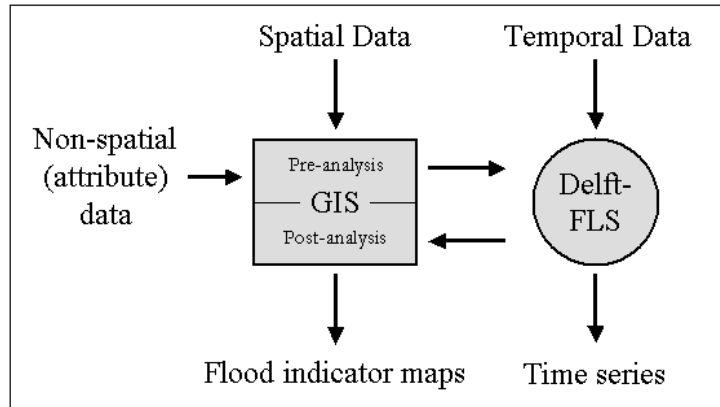 Spatial Data
Temporal Data
Non-spatial
(attribute)
data
Pre-analysis
GIS
Post-analysis
Delft-
FLS
Flood indicator maps
Time series